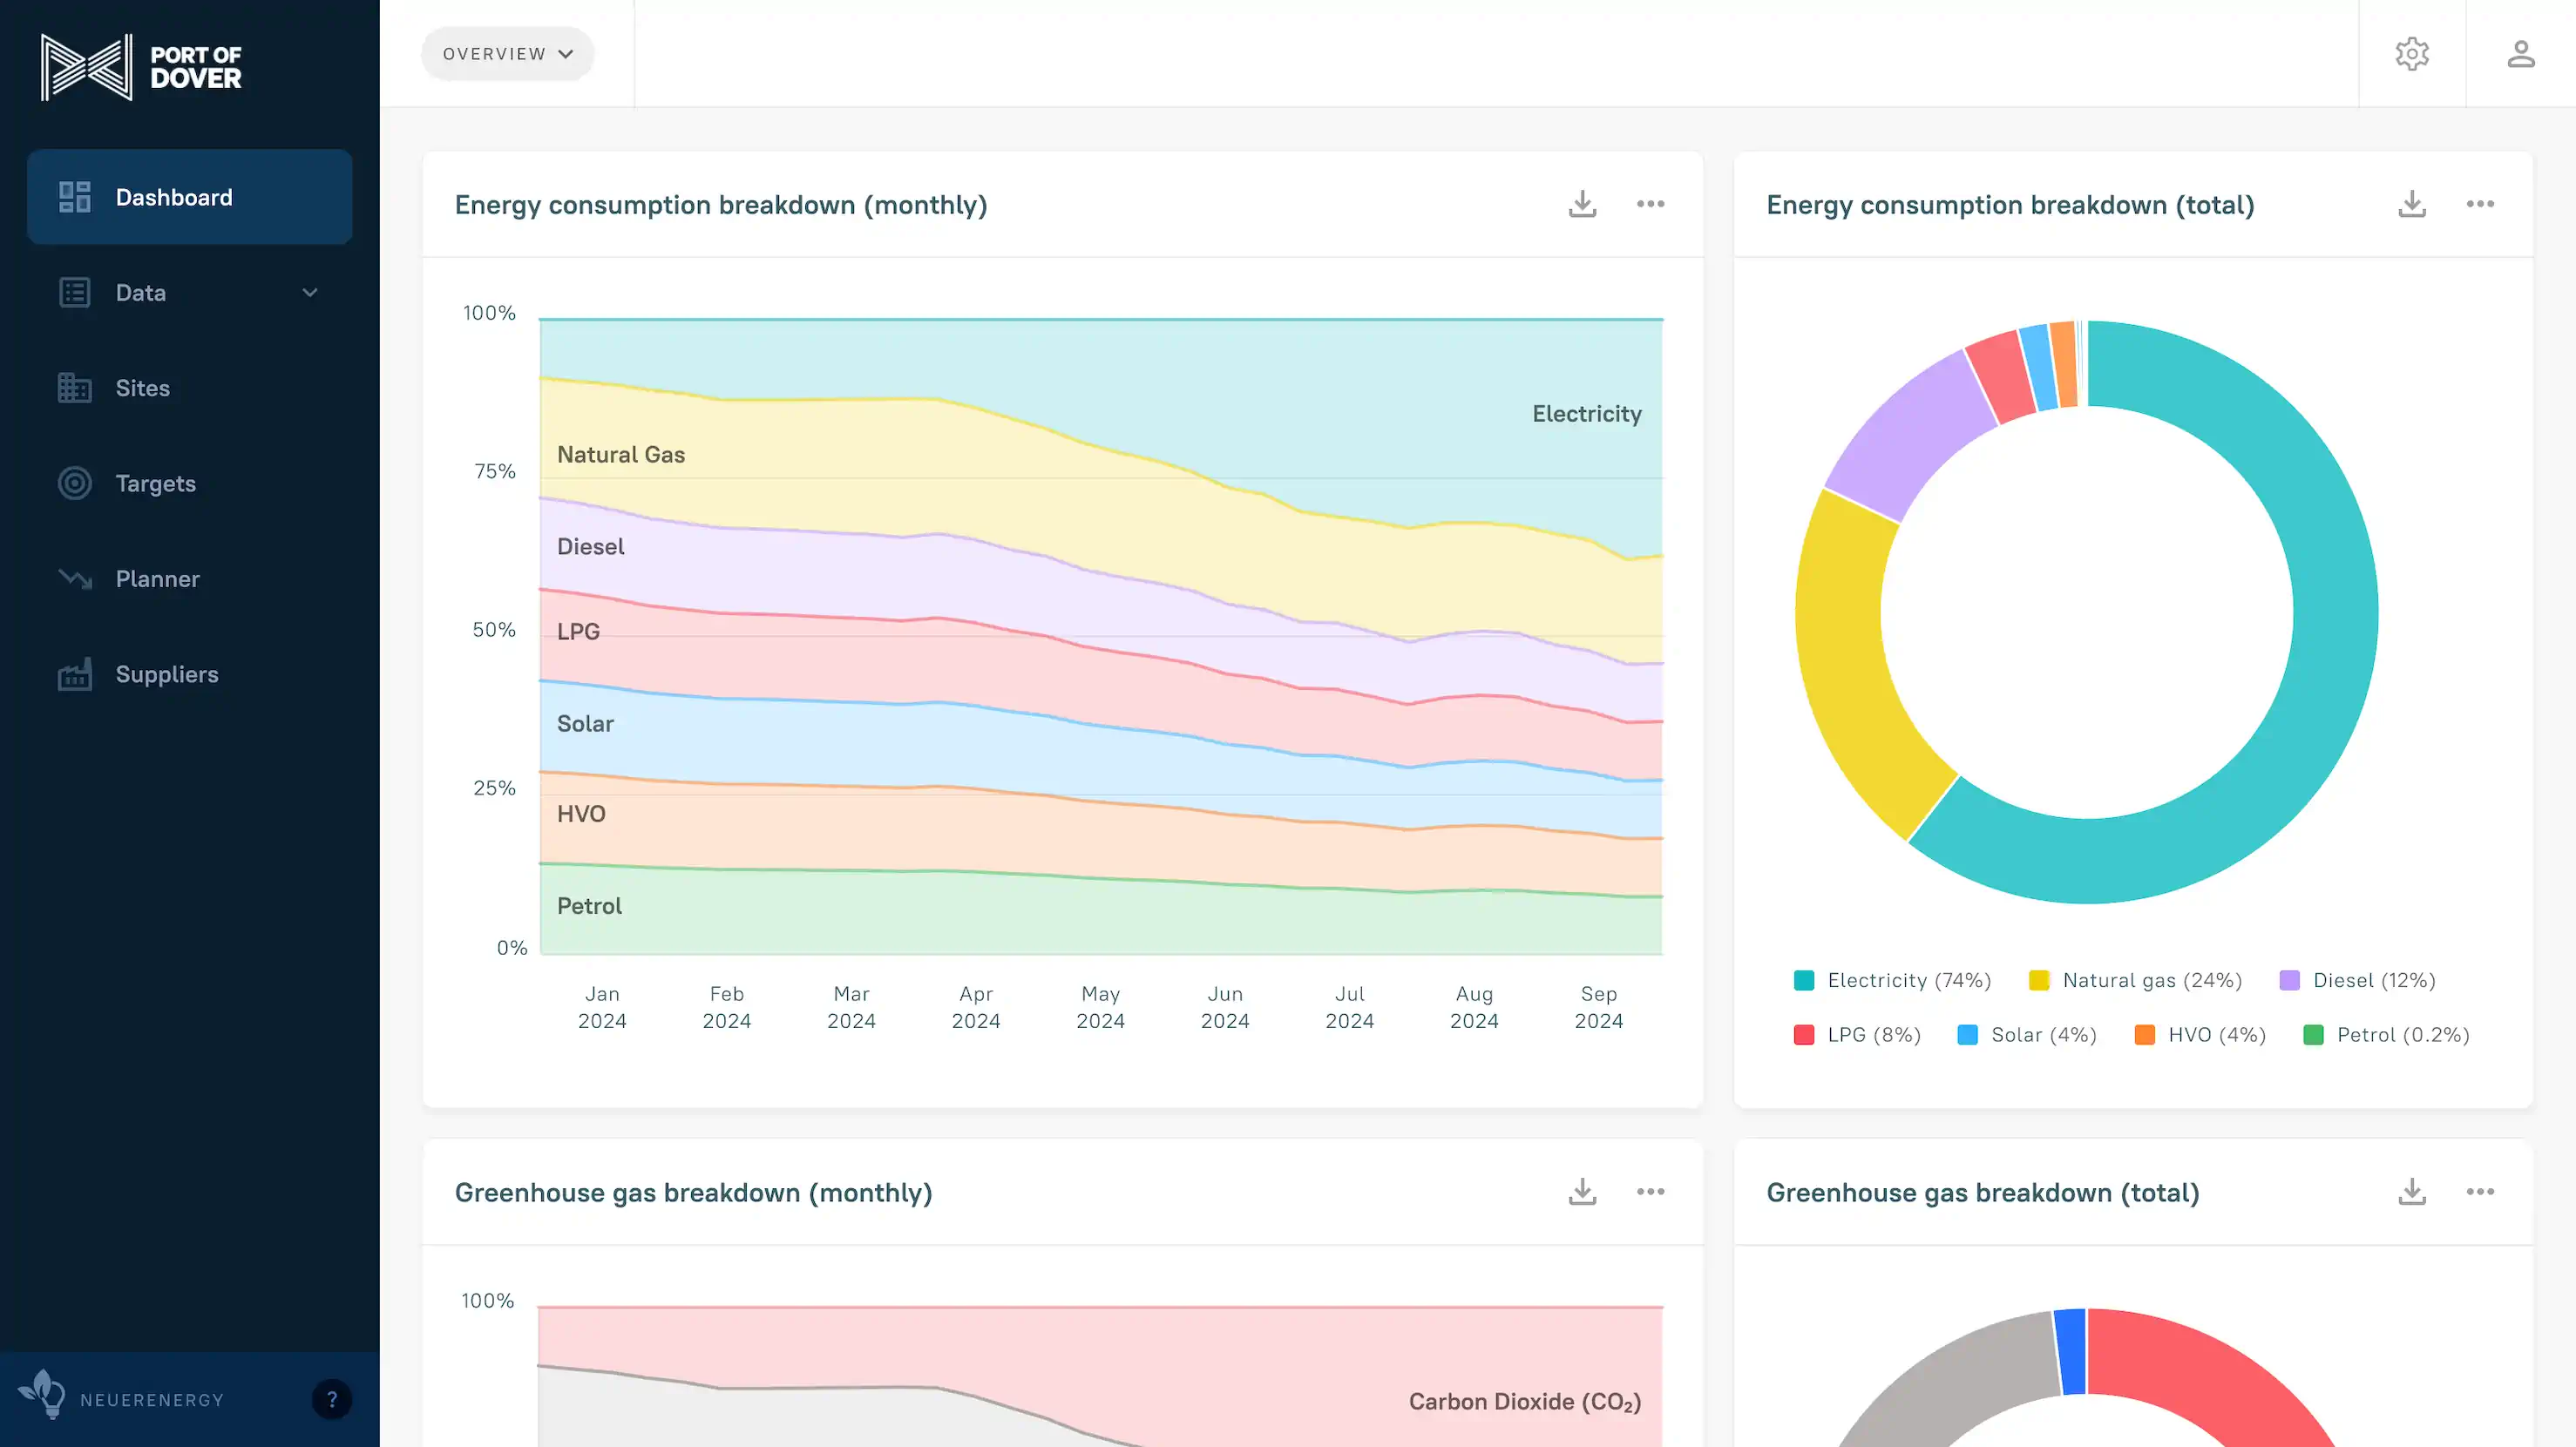 PORT OF
DOVER
OVERVIEW
Dashboard
Data
Sites
Targets
Planner
Suppliers
NEUERENERGY
?
Energy consumption breakdown (monthly)
100%
75%
50%
25%
0%
Electricity
Natural Gas
Diesel
LPG
Solar
HVO
Petrol
Jan Feb Mar Apr May Jun Jul Aug Sep
2024 2024 2024 2024 2024 2024 2024 2024 2024
Energy consumption breakdown (total)
Electricity (74%) Natural gas (24%) Diesel (12%)
LPG (8%) Solar (4%) HVO (4%) Petrol (0.2%)
Greenhouse gas breakdown (monthly)
100%
Carbon Dioxide (CO₂)
Greenhouse gas breakdown (total)